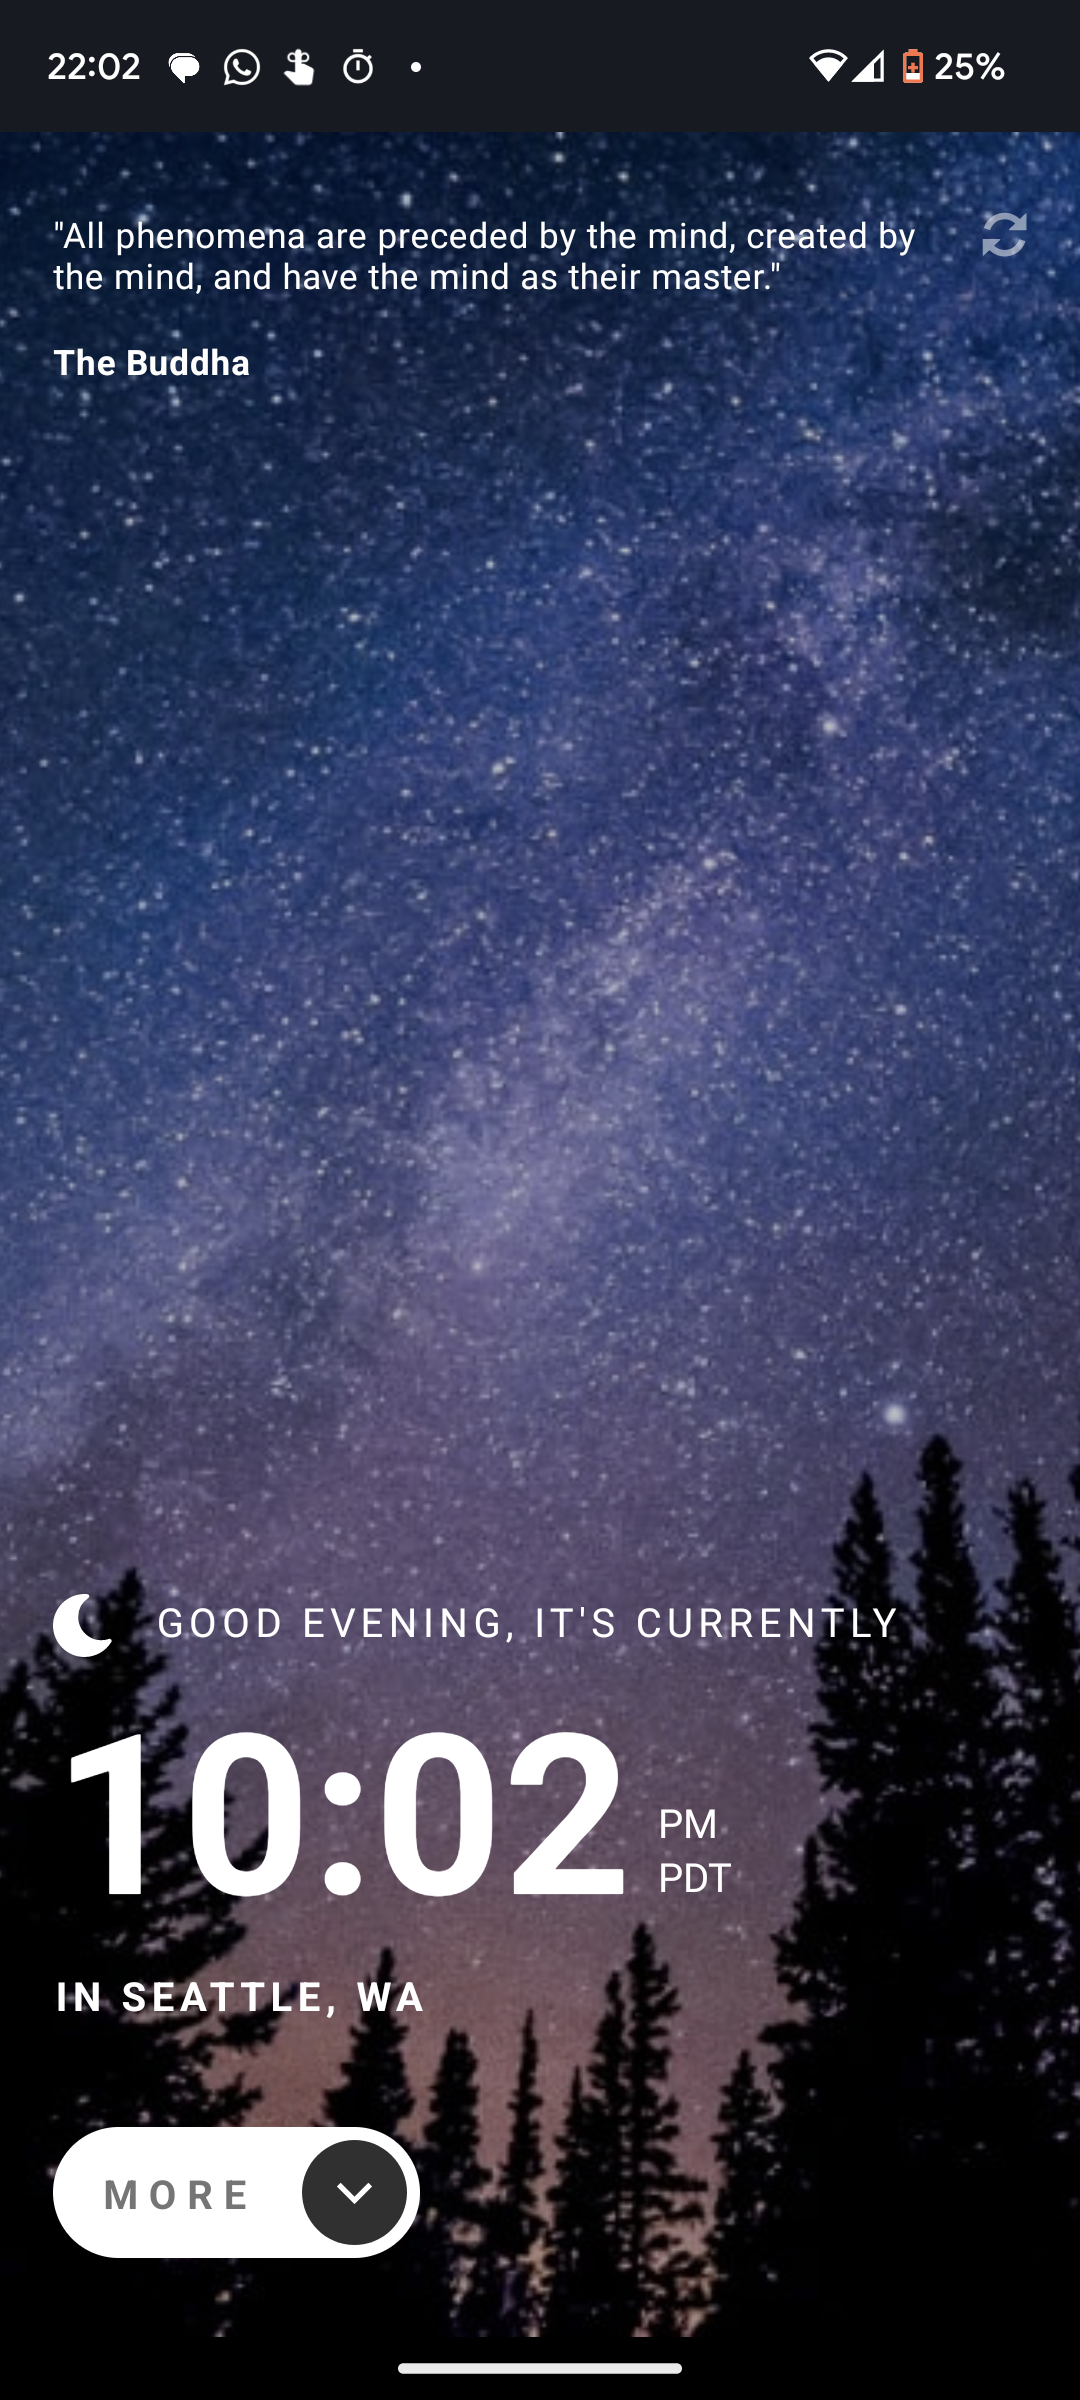 22:02
25%
"All phenomena are preceded by the mind, created by
the mind, and have the mind as their master."
The Buddha
GOOD EVENING, IT'S CURRENTLY
10:02 PM
PDT
IN SEATTLE, WA
MORE